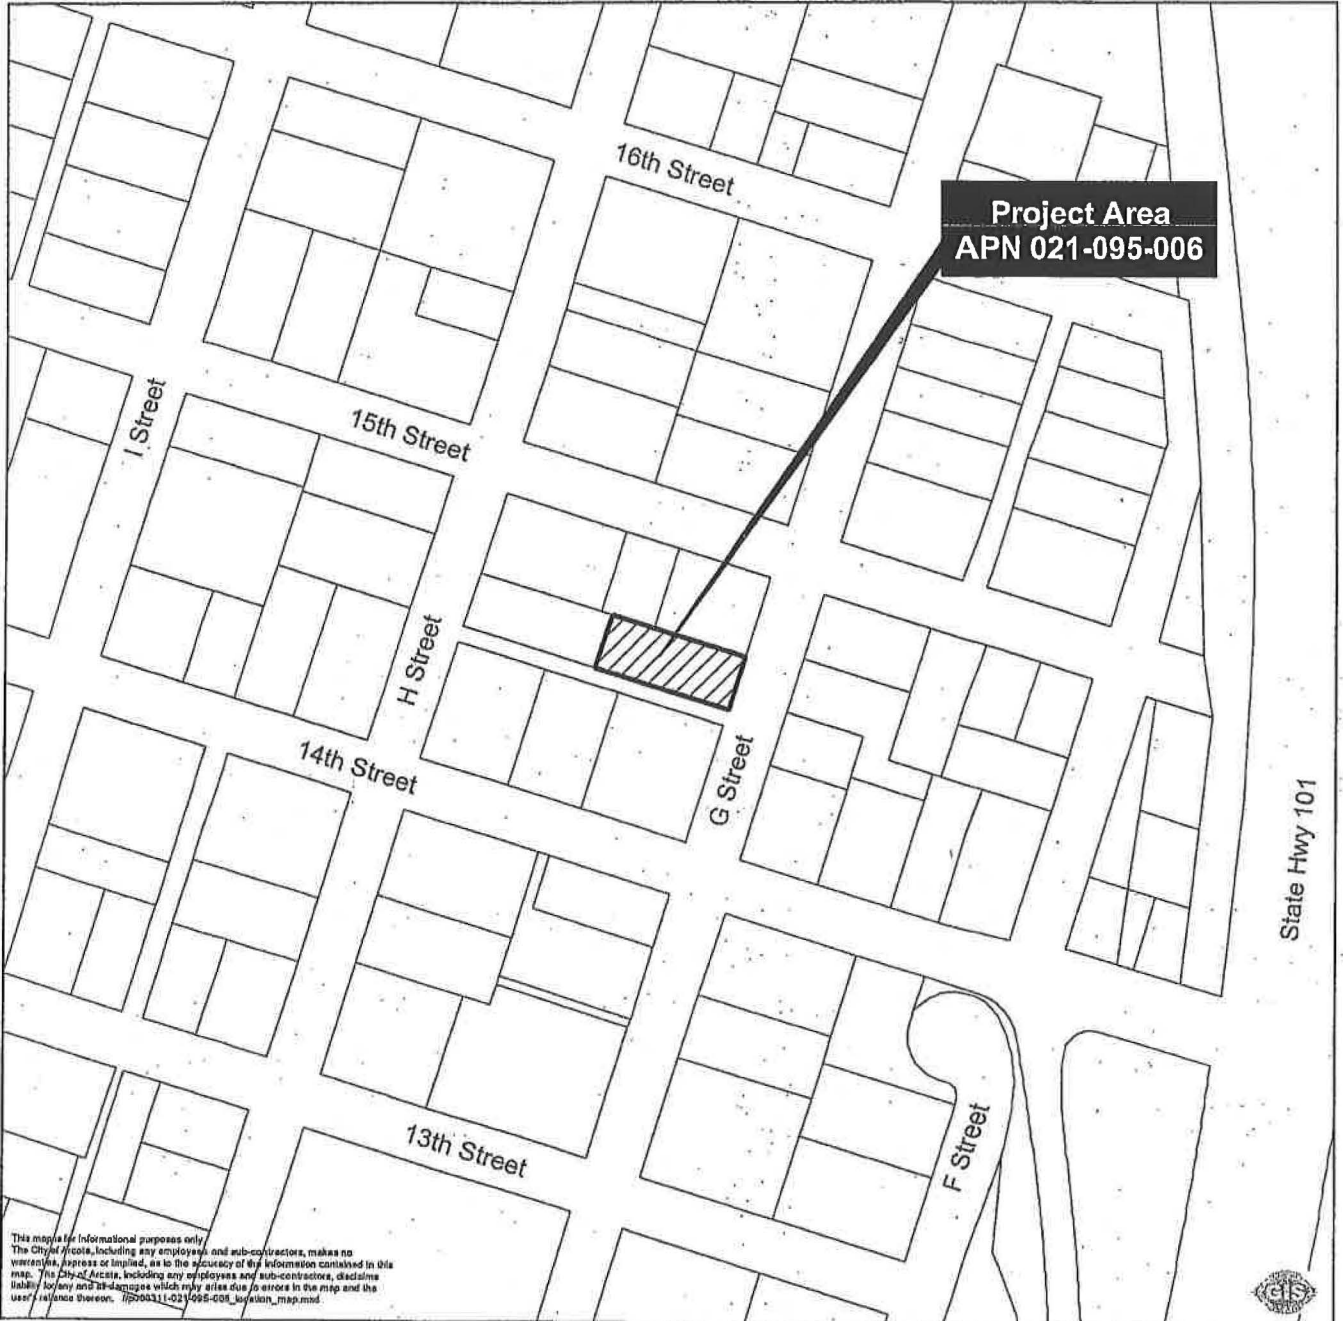 16th Street
Project Area
APN 021-095-006
I Street
15th Street
H Street
14th Street
G Street
State Hwy 101
13th Street
F Street
This map is for informational purposes only
The City of Arcata, including any employees and sub-contractors, makes no
warranties, express or implied, as to the accuracy of the information contained in this
map. The City of Arcata, including any employees and sub-contractors, disclaims
liability for any and all damages which may arise due to errors in the map and the
user's reliance thereon.
GIS